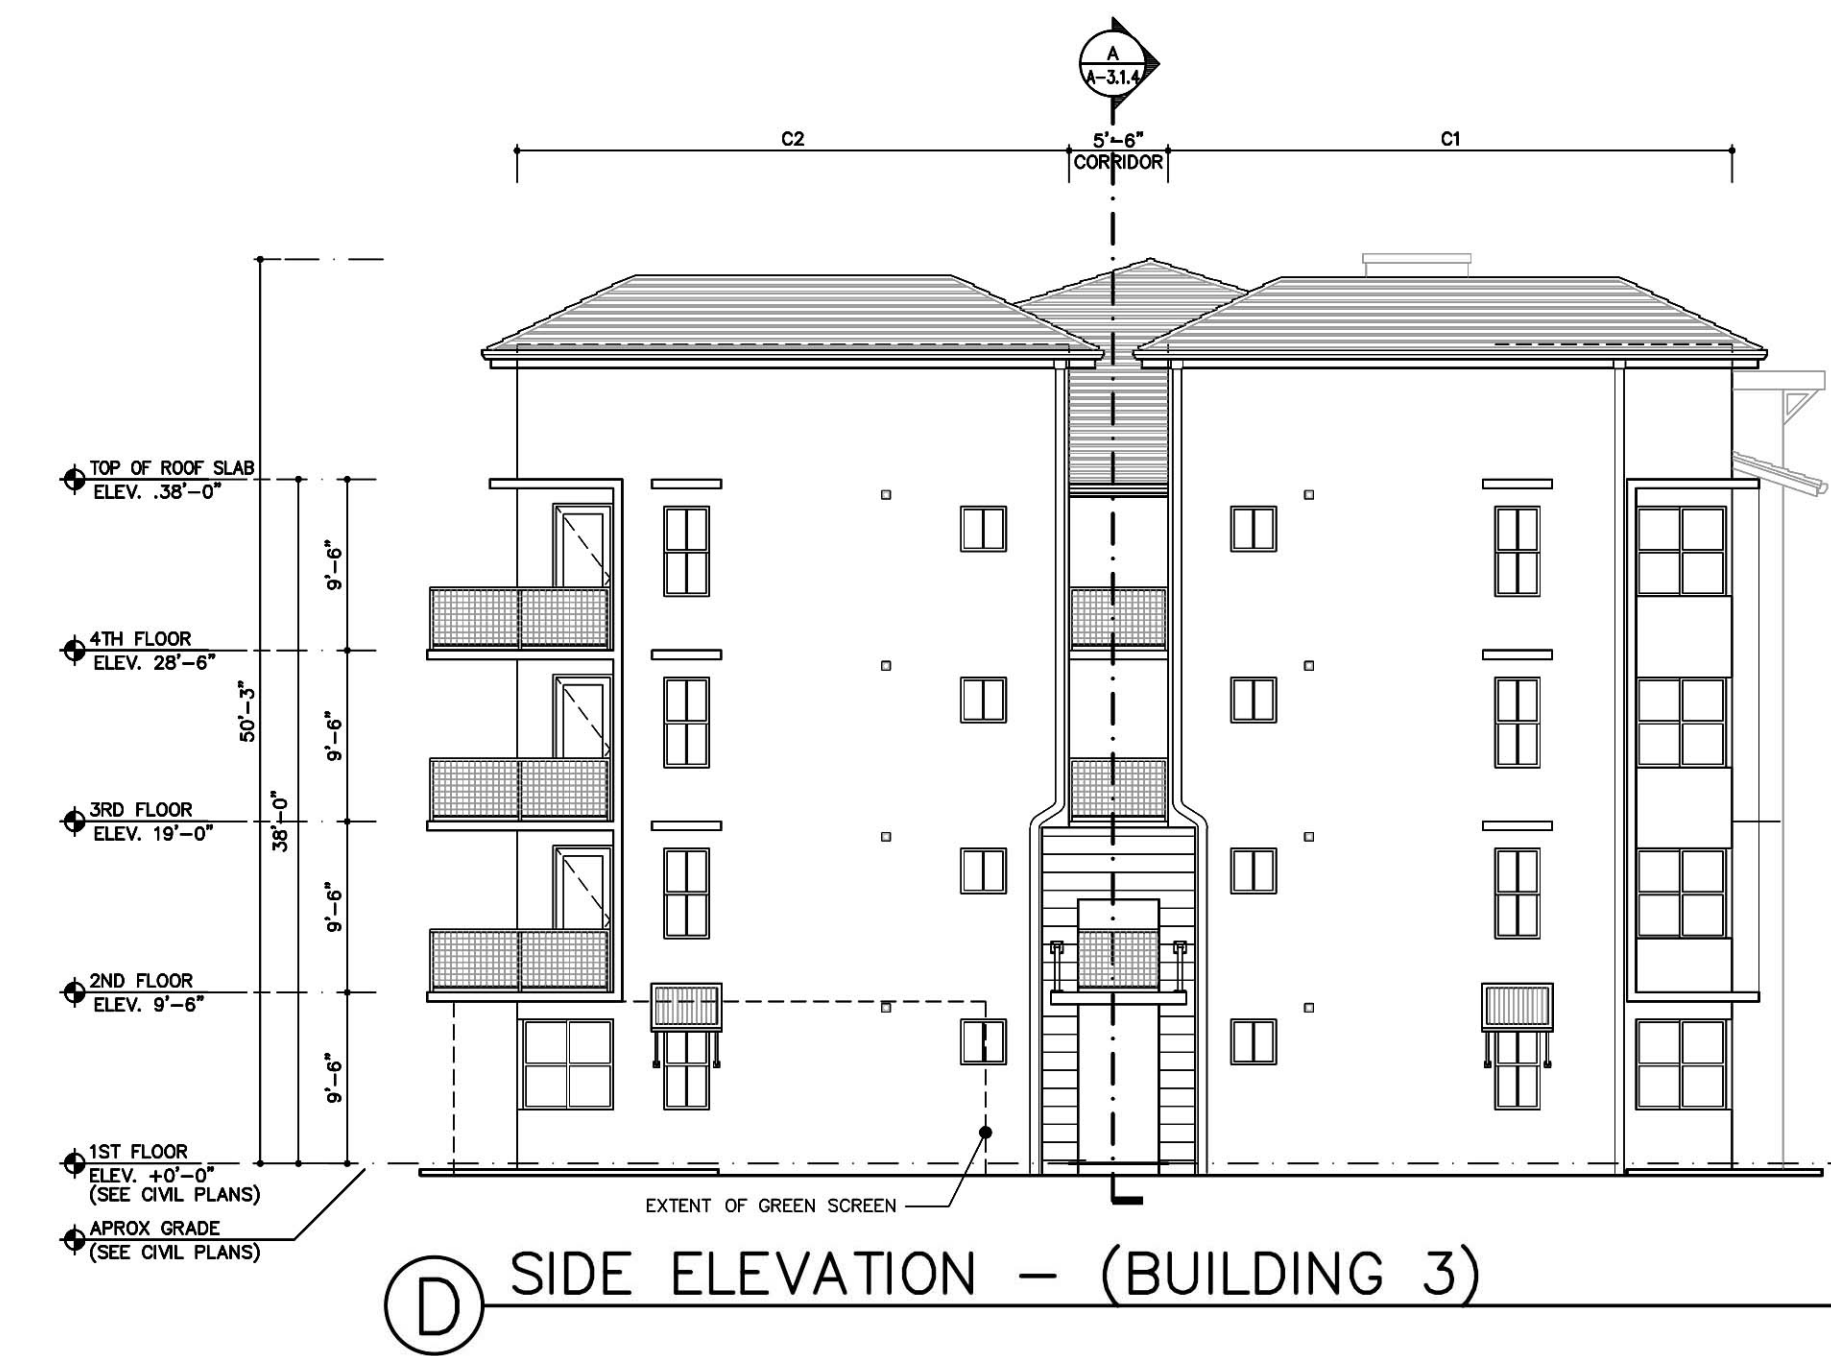 A
A-3.1.4
C2
5'-6"
C1
CORRIDOR
TOP OF ROOF SLAB
ELEV. .38'-0"
9'-6"
4TH FLOOR
ELEV. 28'-6"
50'-3"
9'-6"
3RD FLOOR
ELEV. 19'-0"
38'-0"
9'-6"
2ND FLOOR
ELEV. 9'-6"
9'-6"
1ST FLOOR
ELEV. +0'-0"
(SEE CIVIL PLANS)
EXTENT OF GREEN SCREEN
APROX GRADE
(SEE CIVIL PLANS)
D
SIDE ELEVATION - (BUILDING 3)